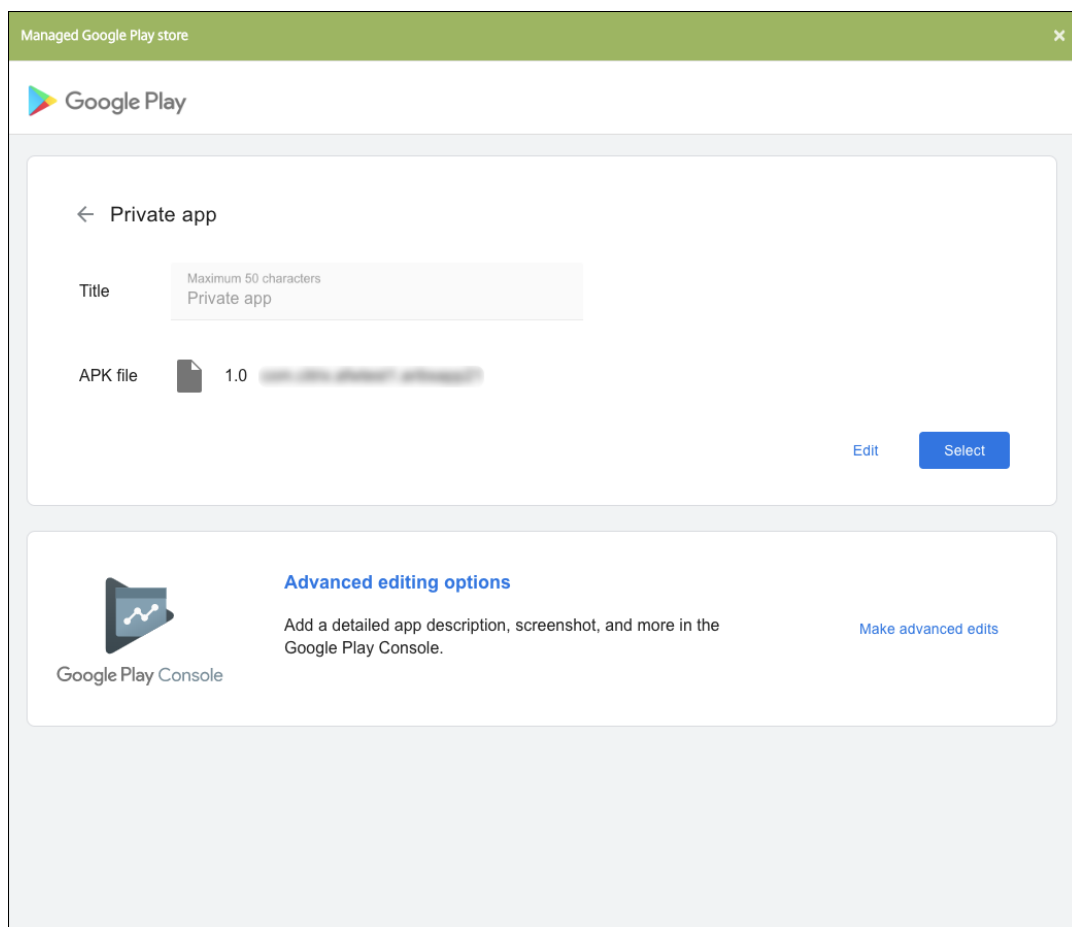 Managed Google Play store
Google Play
Private app
Title
Maximum 50 characters
Private app
APK file
1.0
Edit
Select
Advanced editing options
Add a detailed app description, screenshot, and more in the
Google Play Console.
Make advanced edits
Google Play Console